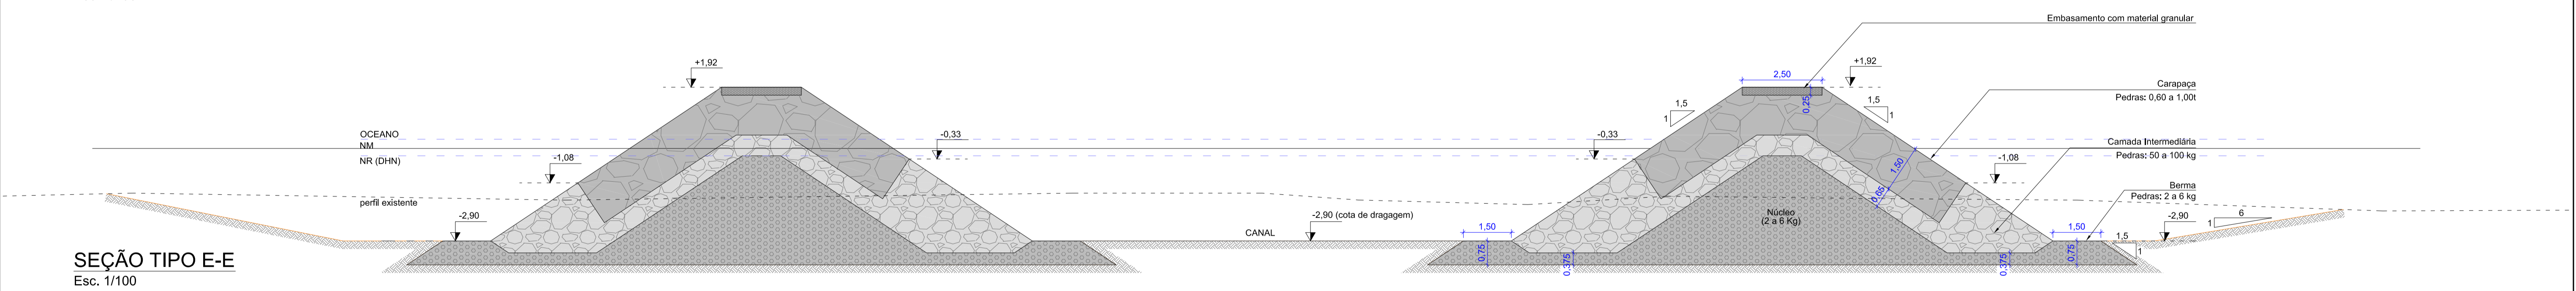 Embasamento com material granular
+1,92
2,50
+1,92
Carapaça
Pedras: 0,60 a 1,00t
0,25
1,5
1
1,5
1
OCEANO
NM
NR (DHN)
-0,33
-0,33
Camada Intermediária
Pedras: 50 a 100 kg
-1,08
1,50
-1,08
0,65
Berma
Pedras: 2 a 6 kg
perfil existente
-2,90
-2,90 (cota de dragagem)
Núcleo
(2 a 6 Kg)
-2,90
6
1
CANAL
1,50
1,50
1,5
1
0,75
0,375
0,375
0,75
SEÇÃO TIPO E-E
Esc. 1/100